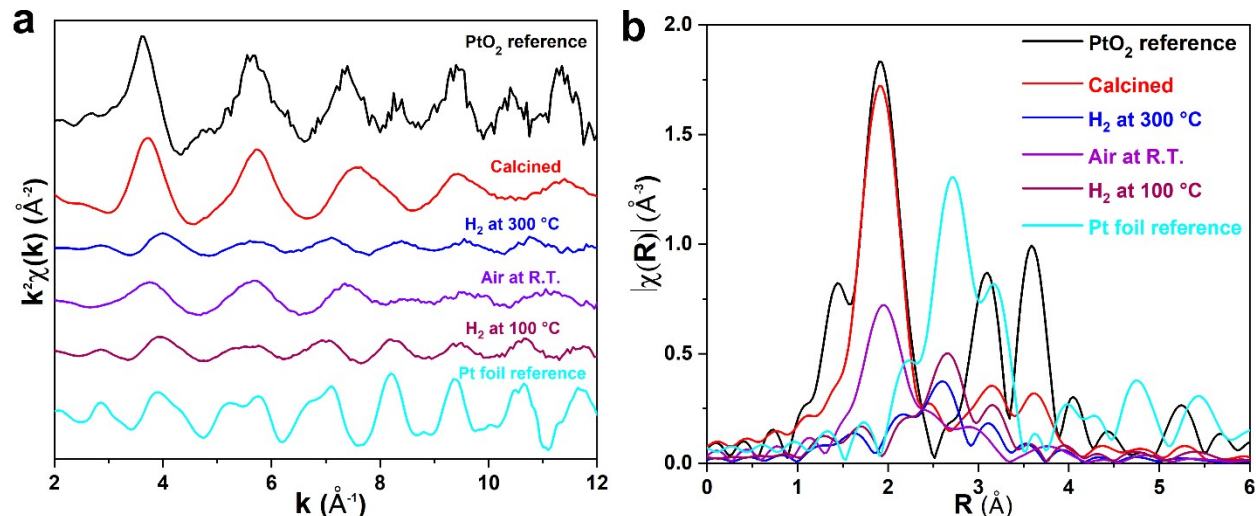 a
PtO₂ reference
Calcined
H₂ at 300 °C
Air at R.T.
H₂ at 100 °C
Pt foil reference
k²χ(k) (Å⁻²)
2 4 6 8 10 12
k (Å⁻¹)
b
2.0
1.5
1.0
0.5
0.0
PtO₂ reference
Calcined
H₂ at 300 °C
Air at R.T.
H₂ at 100 °C
Pt foil reference
|χ(R)| (Å⁻³)
0 1 2 3 4 5 6
R (Å)